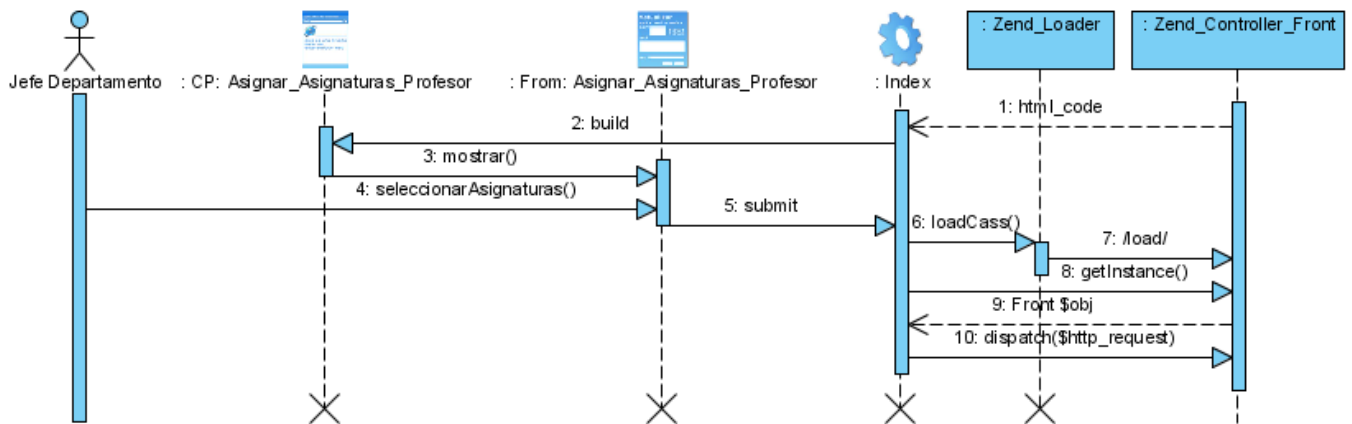 : Zend_Loader
: Zend_Controller_Front
Jefe Departamento
: CP: Asignar_Asignaturas_Profesor
: From: Asignar_Asignaturas_Profesor
: Index
1: html_code
2: build
3: mostrar()
4: seleccionarAsignaturas()
5: submit
6: loadCass()
7: /load/
8: getInstance()
9: Front $obj
10: dispatch($http_request)